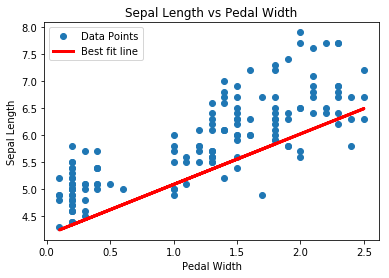 Sepal Length vs Pedal Width
Data Points
Best fit line
8.0
7.5
7.0
6.5
6.0
5.5
5.0
4.5
Sepal Length
0.0
0.5
1.0
1.5
2.0
2.5
Pedal Width